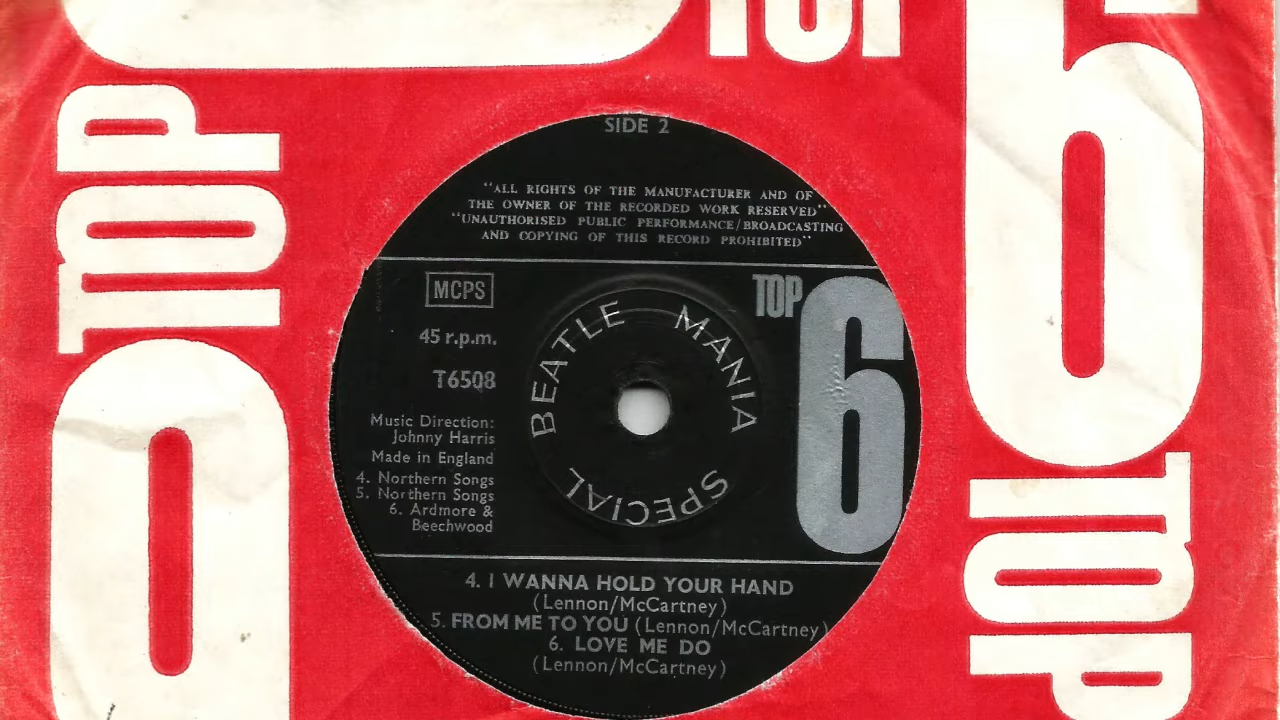 TOP
TOP
SIDE 2
"ALL RIGHTS OF THE MANUFACTURER AND OF
THE OWNER OF THE RECORDED WORK RESERVED"
"UNAUTHORISED PUBLIC PERFORMANCE/BROADCASTING
AND COPYING OF THIS RECORD PROHIBITED"
MCPS
45 r.p.m.
T6508
Music Direction:
Johnny Harris
Made in England
4. Northern Songs
5. Northern Songs
6. Ardmore &
Beechwood
BEATLE MANIA
SPECIAL
TOP 6
4. I WANNA HOLD YOUR HAND
(Lennon/McCartney)
5. FROM ME TO YOU (Lennon/McCartney)
6. LOVE ME DO
(Lennon/McCartney)
6
TOP
6